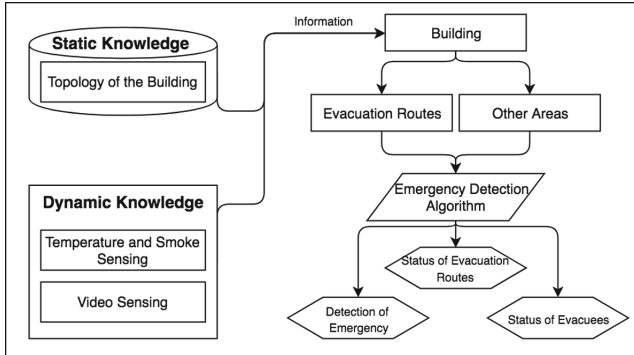 Static Knowledge
Topology of the Building
Dynamic Knowledge
Temperature and Smoke
Sensing
Video Sensing
Information
Building
Evacuation Routes
Other Areas
Emergency Detection
Algorithm
Status of Evacuation
Routes
Detection of
Emergency
Status of Evacuees